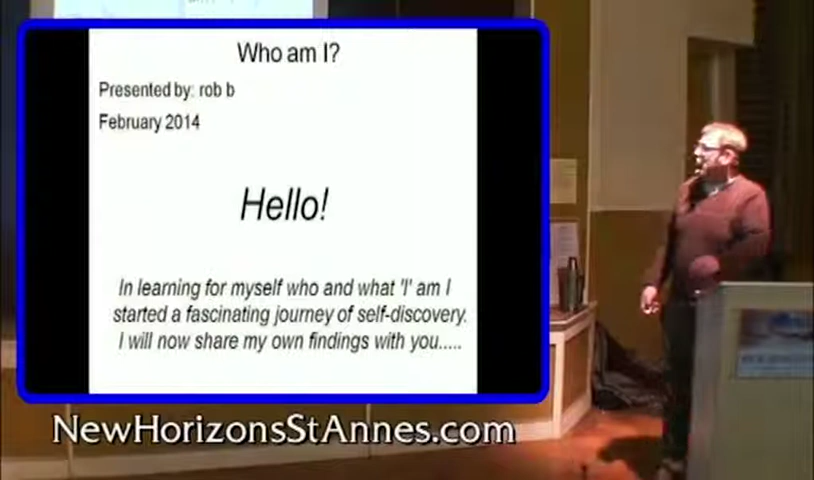 Who am I?
Presented by: rob b
February 2014
Hello!
In learning for myself who and what 'I' am I
started a fascinating journey of self-discovery.
I will now share my own findings with you.....
NewHorizonsStAnnes.com